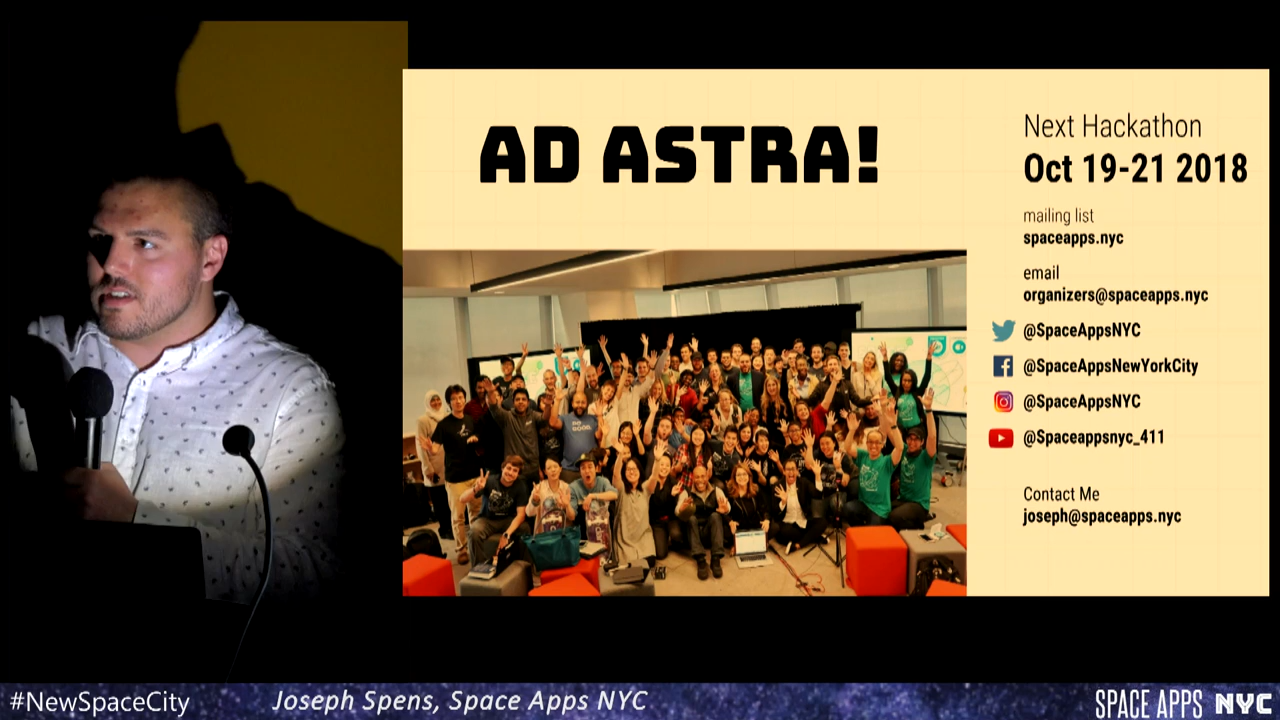 AD ASTRA!
Next Hackathon
Oct 19-21 2018
mailing list
spaceapps.nyc
email
organizers@spaceapps.nyc
@SpaceAppsNYC
@SpaceAppsNewYorkCity
@SpaceAppsNYC
@Spaceappsnyc_411
Contact Me
joseph@spaceapps.nyc
#NewSpaceCity
Joseph Spens, Space Apps NYC
SPACE APPS NYC